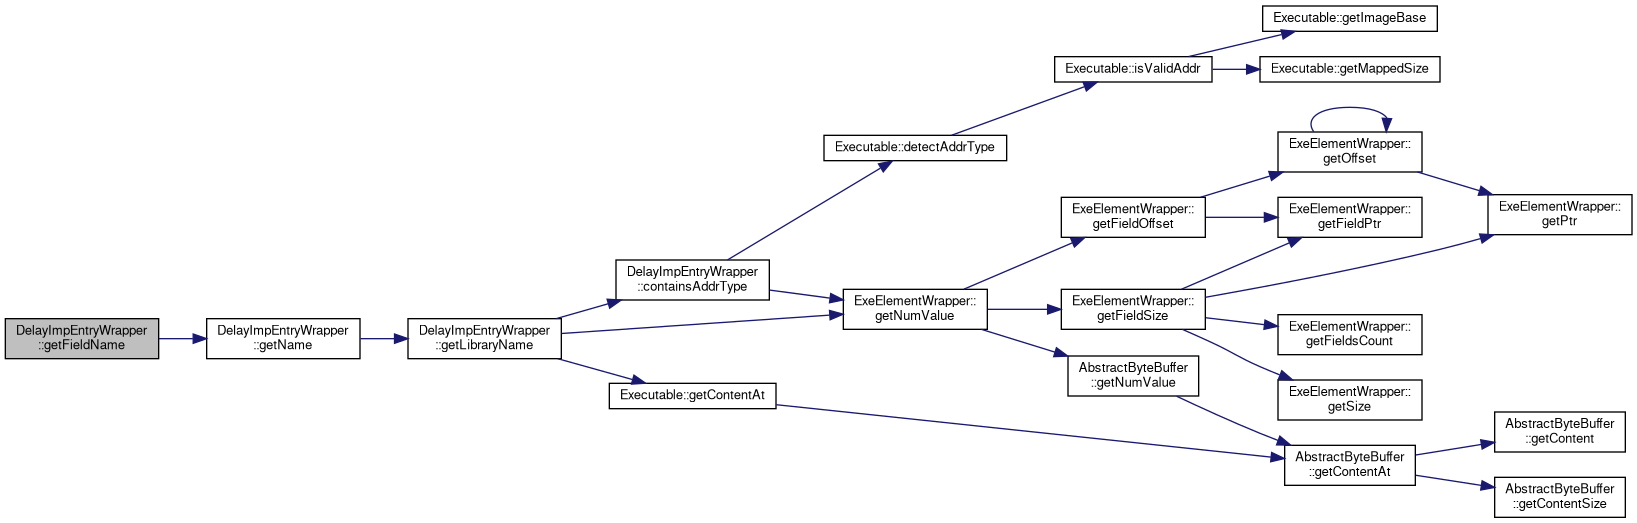 DelayImpEntryWrapper
::getFieldName
DelayImpEntryWrapper
::getName
DelayImpEntryWrapper
::getLibraryName
DelayImpEntryWrapper
::containsAddrType
Executable::getContentAt
Executable::detectAddrType
ExeElementWrapper::
getNumValue
Executable::isValidAddr
ExeElementWrapper::
getFieldOffset
ExeElementWrapper::
getFieldSize
AbstractByteBuffer
::getNumValue
Executable::getImageBase
Executable::getMappedSize
ExeElementWrapper::
getOffset
ExeElementWrapper::
getFieldPtr
ExeElementWrapper::
getFieldsCount
ExeElementWrapper::
getSize
AbstractByteBuffer
::getContentAt
ExeElementWrapper::
getPtr
AbstractByteBuffer
::getContent
AbstractByteBuffer
::getContentSize